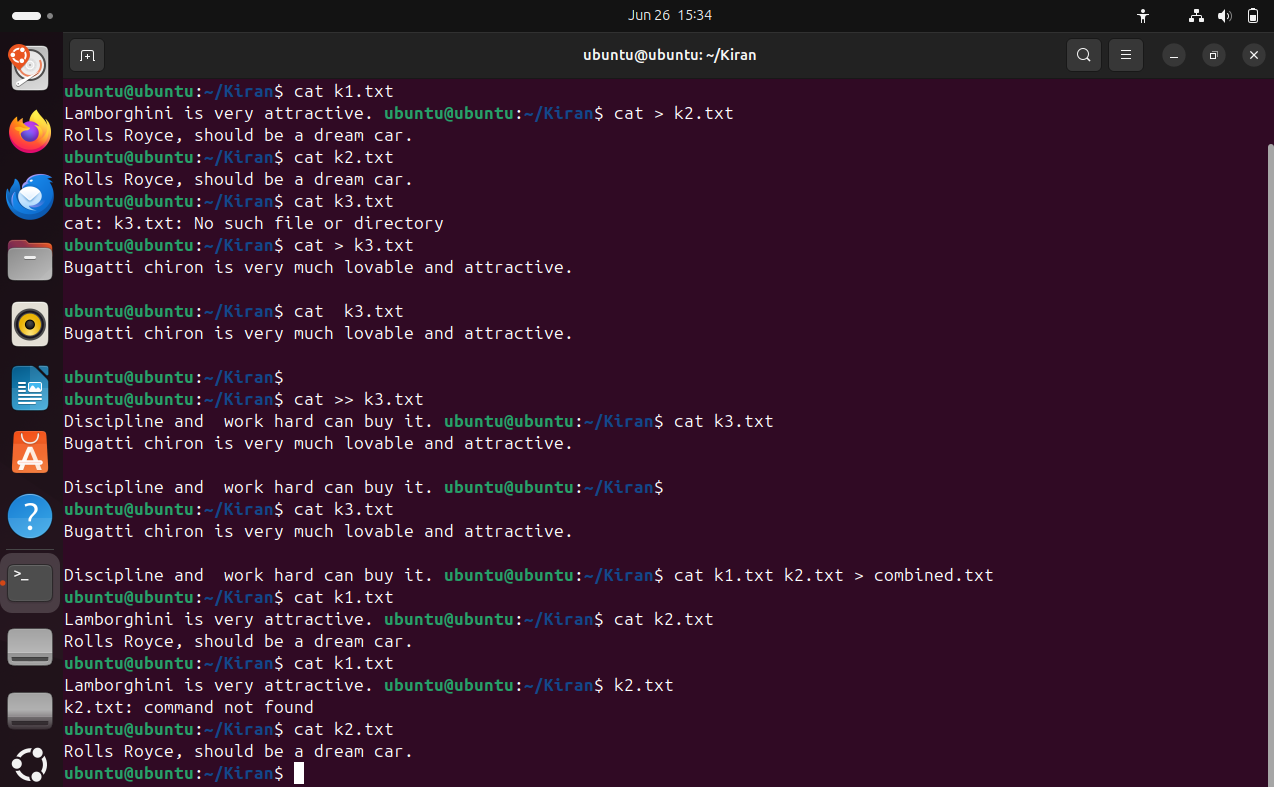 Jun 26 15:34
ubuntu@ubuntu: ~/Kiran
ubuntu@ubuntu:~/Kiran$ cat k1.txt
Lamborghini is very attractive. ubuntu@ubuntu:~/Kiran$ cat > k2.txt
Rolls Royce, should be a dream car.
ubuntu@ubuntu:~/Kiran$ cat k2.txt
Rolls Royce, should be a dream car.
ubuntu@ubuntu:~/Kiran$ cat k3.txt
cat: k3.txt: No such file or directory
ubuntu@ubuntu:~/Kiran$ cat > k3.txt
Bugatti chiron is very much lovable and attractive.
ubuntu@ubuntu:~/Kiran$ cat  k3.txt
Bugatti chiron is very much lovable and attractive.
ubuntu@ubuntu:~/Kiran$
ubuntu@ubuntu:~/Kiran$ cat >> k3.txt
Discipline and  work hard can buy it. ubuntu@ubuntu:~/Kiran$ cat k3.txt
Bugatti chiron is very much lovable and attractive.
Discipline and  work hard can buy it. ubuntu@ubuntu:~/Kiran$
ubuntu@ubuntu:~/Kiran$ cat k3.txt
Bugatti chiron is very much lovable and attractive.
Discipline and  work hard can buy it. ubuntu@ubuntu:~/Kiran$ cat k1.txt k2.txt > combined.txt
ubuntu@ubuntu:~/Kiran$ cat k1.txt
Lamborghini is very attractive. ubuntu@ubuntu:~/Kiran$ cat k2.txt
Rolls Royce, should be a dream car.
ubuntu@ubuntu:~/Kiran$ cat k1.txt
Lamborghini is very attractive. ubuntu@ubuntu:~/Kiran$ k2.txt
k2.txt: command not found
ubuntu@ubuntu:~/Kiran$ cat k2.txt
Rolls Royce, should be a dream car.
ubuntu@ubuntu:~/Kiran$